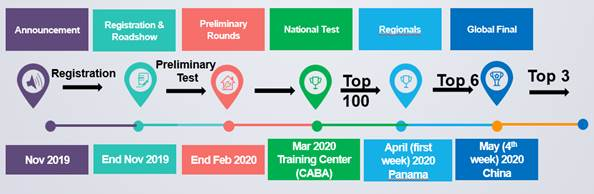 Announcement
Registration &
Roadshow
Preliminary
Rounds
National Test
Regionals
Global Final
Registration
Preliminary
Test
Top
100
Top 6
Top 3
Nov 2019
End Nov 2019
End Feb 2020
Mar 2020
Training Center
(CABA)
April (first
week) 2020
Panama
May (4th
week) 2020
China